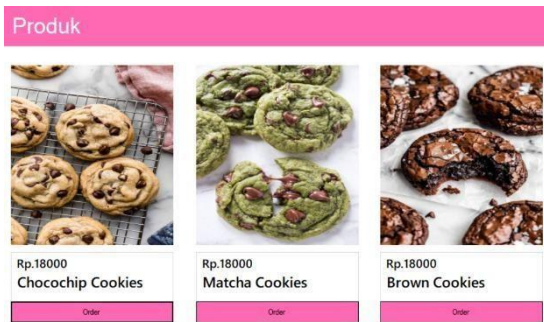 Produk
Rp.18000
Chocochip Cookies
Order
Rp.18000
Matcha Cookies
Order
Rp.18000
Brown Cookies
Order